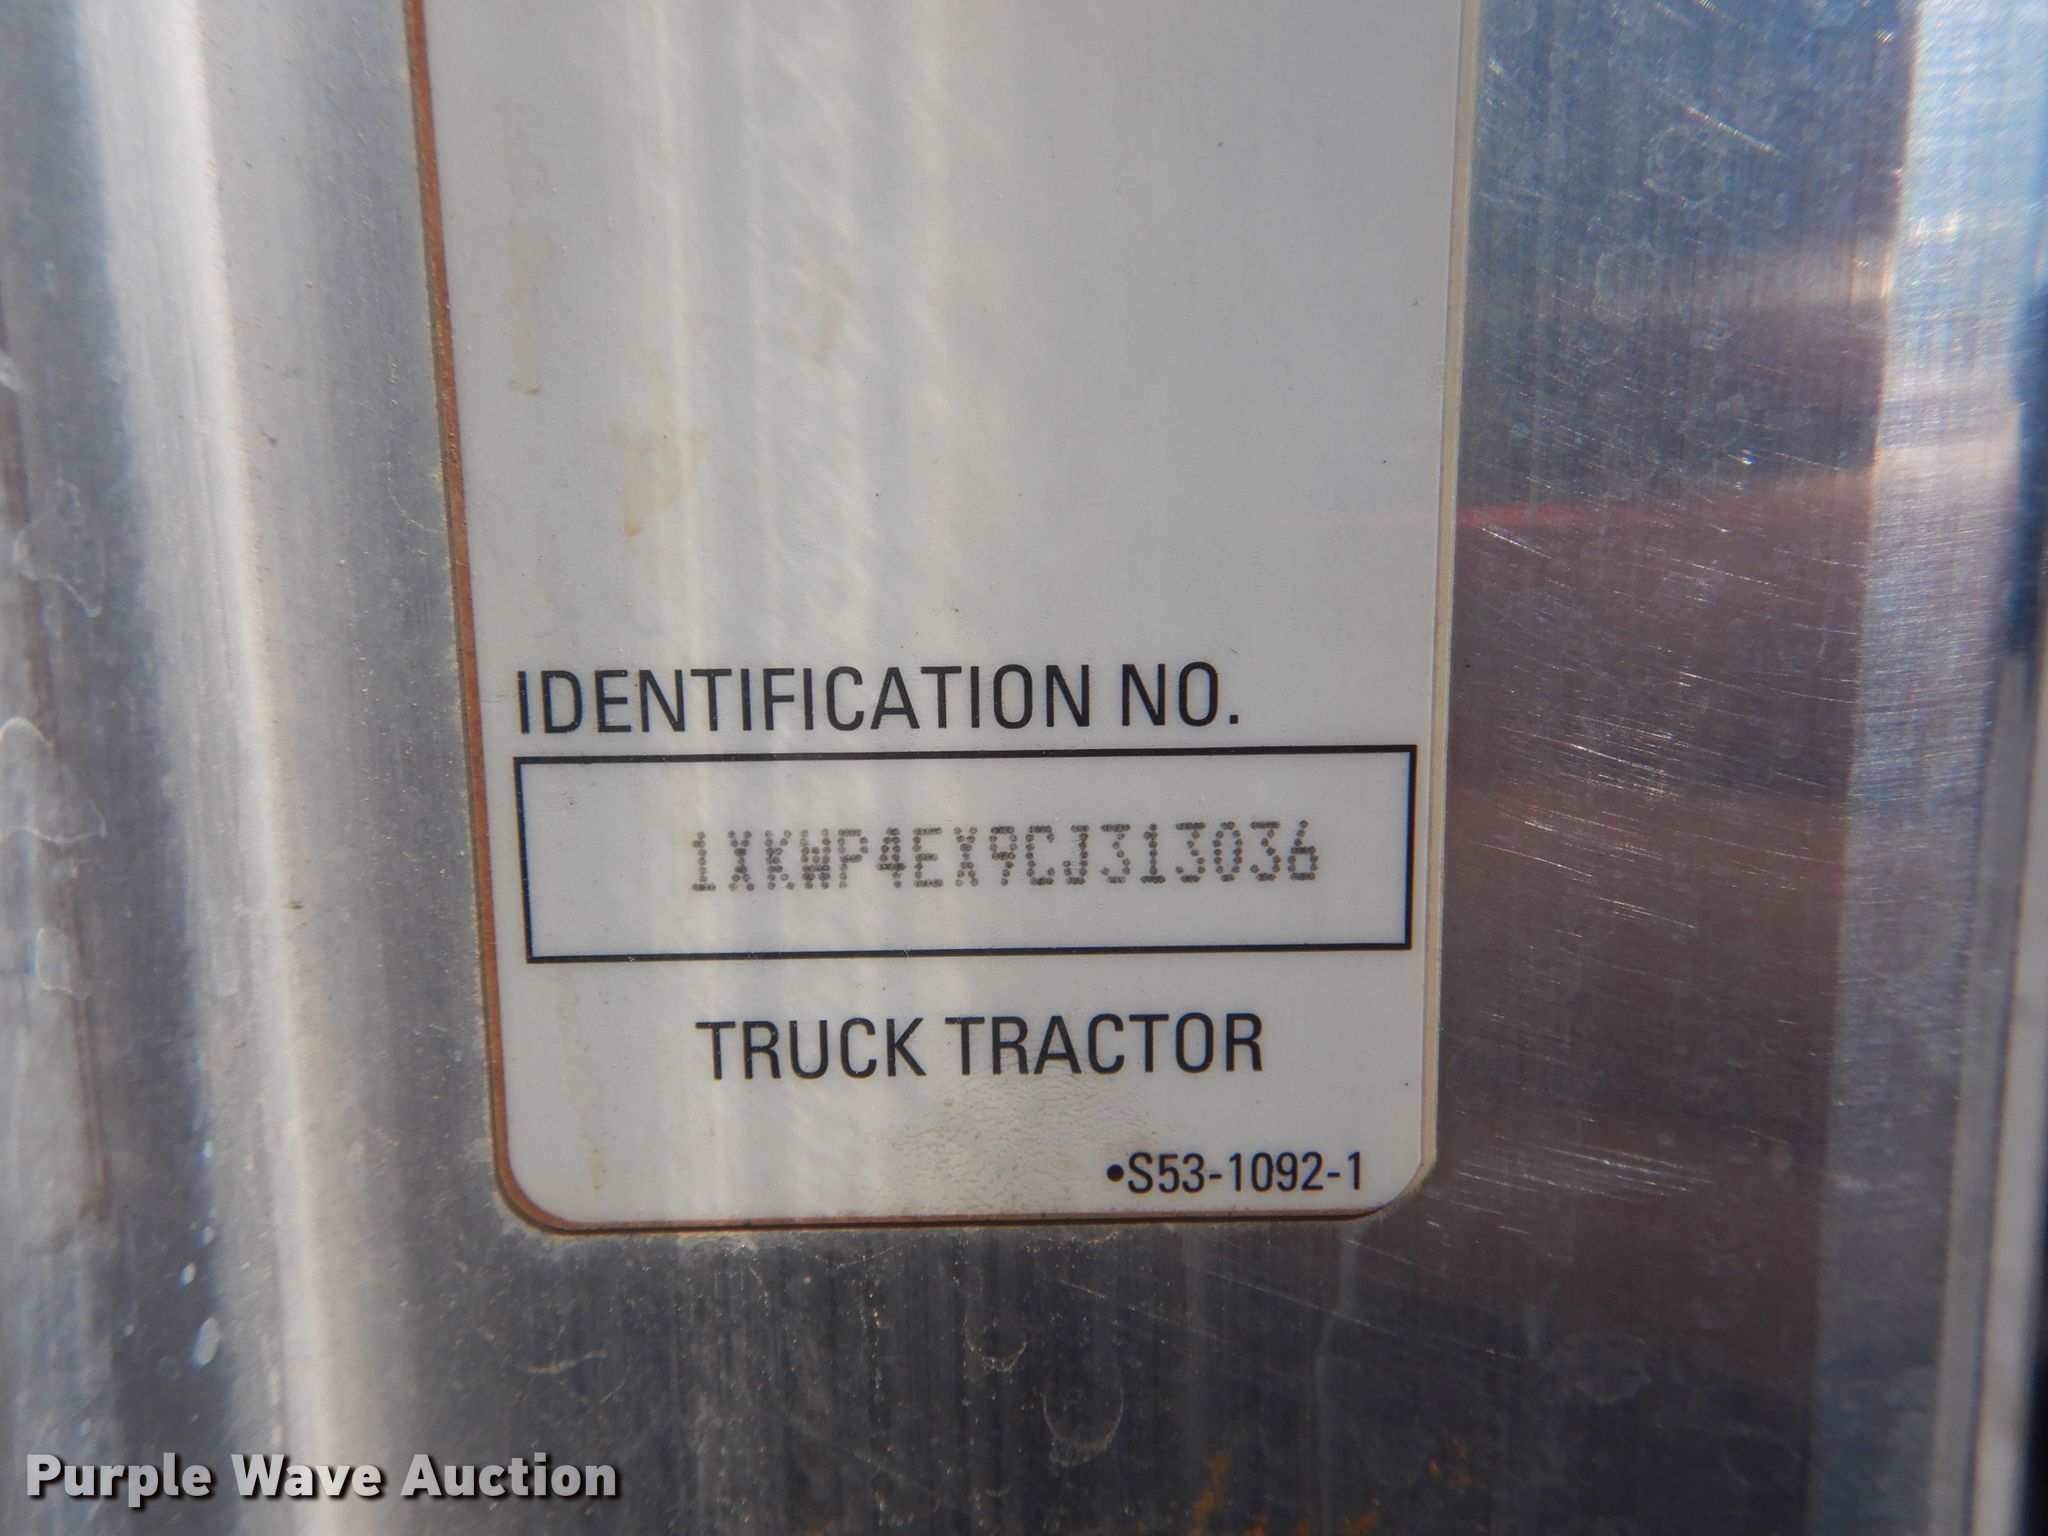 IDENTIFICATION NO.
1XKWP4EX9CJ313036
TRUCK TRACTOR
•S53-1092-1
Purple Wave Auction